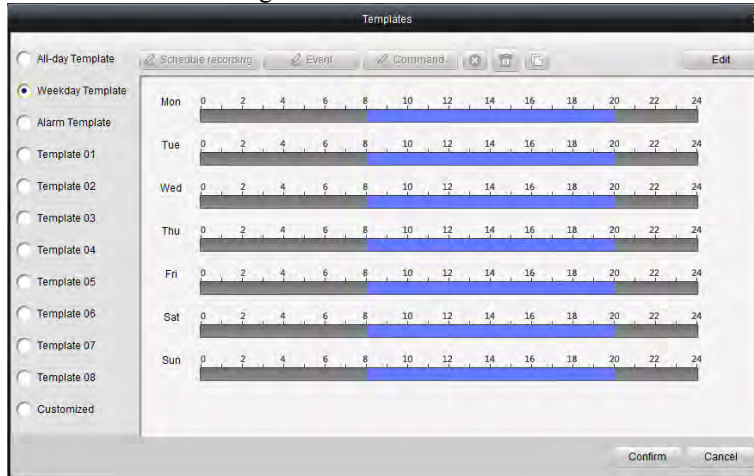 Templates
All-day Template
Schedule recording Event Command Edit
Weekday Template
Mon 0 2 4 6 8 10 12 14 16 18 20 22 24
Alarm Template
Tue 0 2 4 6 8 10 12 14 16 18 20 22 24
Template 01
Template 02
Wed 0 2 4 6 8 10 12 14 16 18 20 22 24
Template 03
Thu 0 2 4 6 8 10 12 14 16 18 20 22 24
Template 04
Fri 0 2 4 6 8 10 12 14 16 18 20 22 24
Template 05
Template 06
Sat 0 2 4 6 8 10 12 14 16 18 20 22 24
Template 07
Sun 0 2 4 6 8 10 12 14 16 18 20 22 24
Template 08
Customized
Confirm Cancel